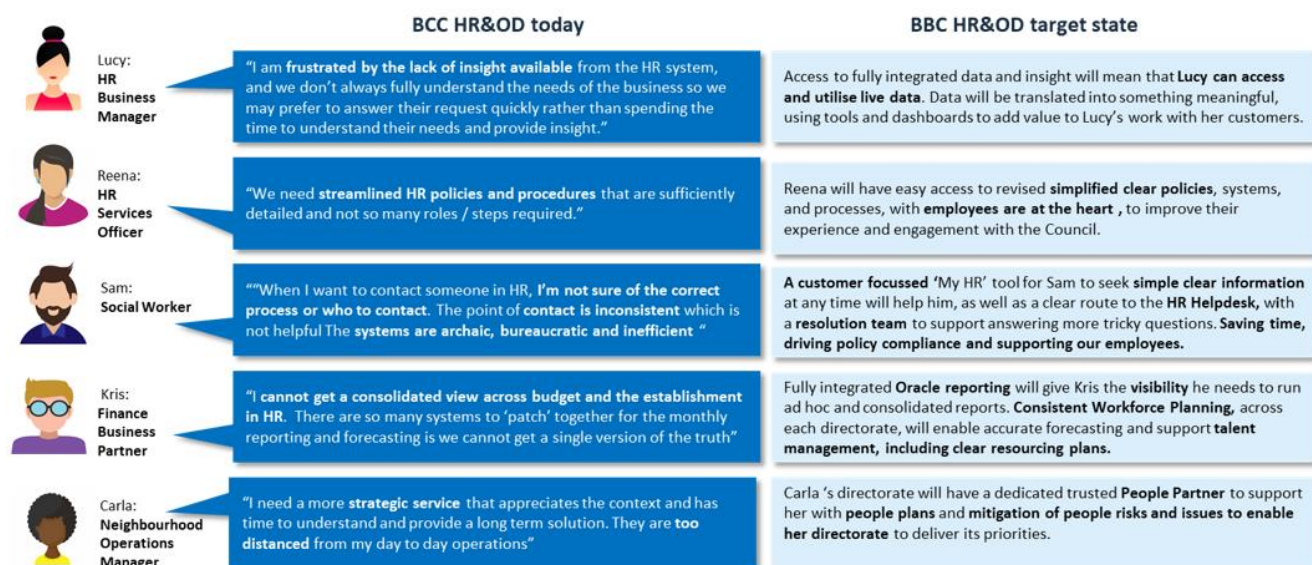 BCC HR&OD today
BBC HR&OD target state
Lucy:
HR
Business
Manager
"I am frustrated by the lack of insight available from the HR system,
and we don't always fully understand the needs of the business so we
may prefer to answer their request quickly rather than spending the
time to understand their needs and provide insight."
Access to fully integrated data and insight will mean that Lucy can access
and utilise live data. Data will be translated into something meaningful,
using tools and dashboards to add value to Lucy's work with her customers.
Reena:
HR
Services
Officer
"We need streamlined HR policies and procedures that are sufficiently
detailed and not so many roles / steps required."
Reena will have easy access to revised simplified clear policies, systems,
and processes, with employees are at the heart , to improve their
experience and engagement with the Council.
Sam:
Social Worker
""When I want to contact someone in HR, I'm not sure of the correct
process or who to contact. The point of contact is inconsistent which is
not helpful The systems are archaic, bureaucratic and inefficient "
A customer focussed 'My HR' tool for Sam to seek simple clear information
at any time will help him, as well as a clear route to the HR Helpdesk, with
a resolution team to support answering more tricky questions. Saving time,
driving policy compliance and supporting our employees.
Kris:
Finance
Business
Partner
"I cannot get a consolidated view across budget and the establishment
in HR. There are so many systems to 'patch' together for the monthly
reporting and forecasting is we cannot get a single version of the truth"
Fully integrated Oracle reporting will give Kris the visibility he needs to run
ad hoc and consolidated reports. Consistent Workforce Planning, across
each directorate, will enable accurate forecasting and support talent
management, including clear resourcing plans.
Carla:
Neighbourhood
Operations
Manager
"I need a more strategic service that appreciates the context and has
time to understand and provide a long term solution. They are too
distanced from my day to day operations"
Carla 's directorate will have a dedicated trusted People Partner to support
her with people plans and mitigation of people risks and issues to enable
her directorate to deliver its priorities.